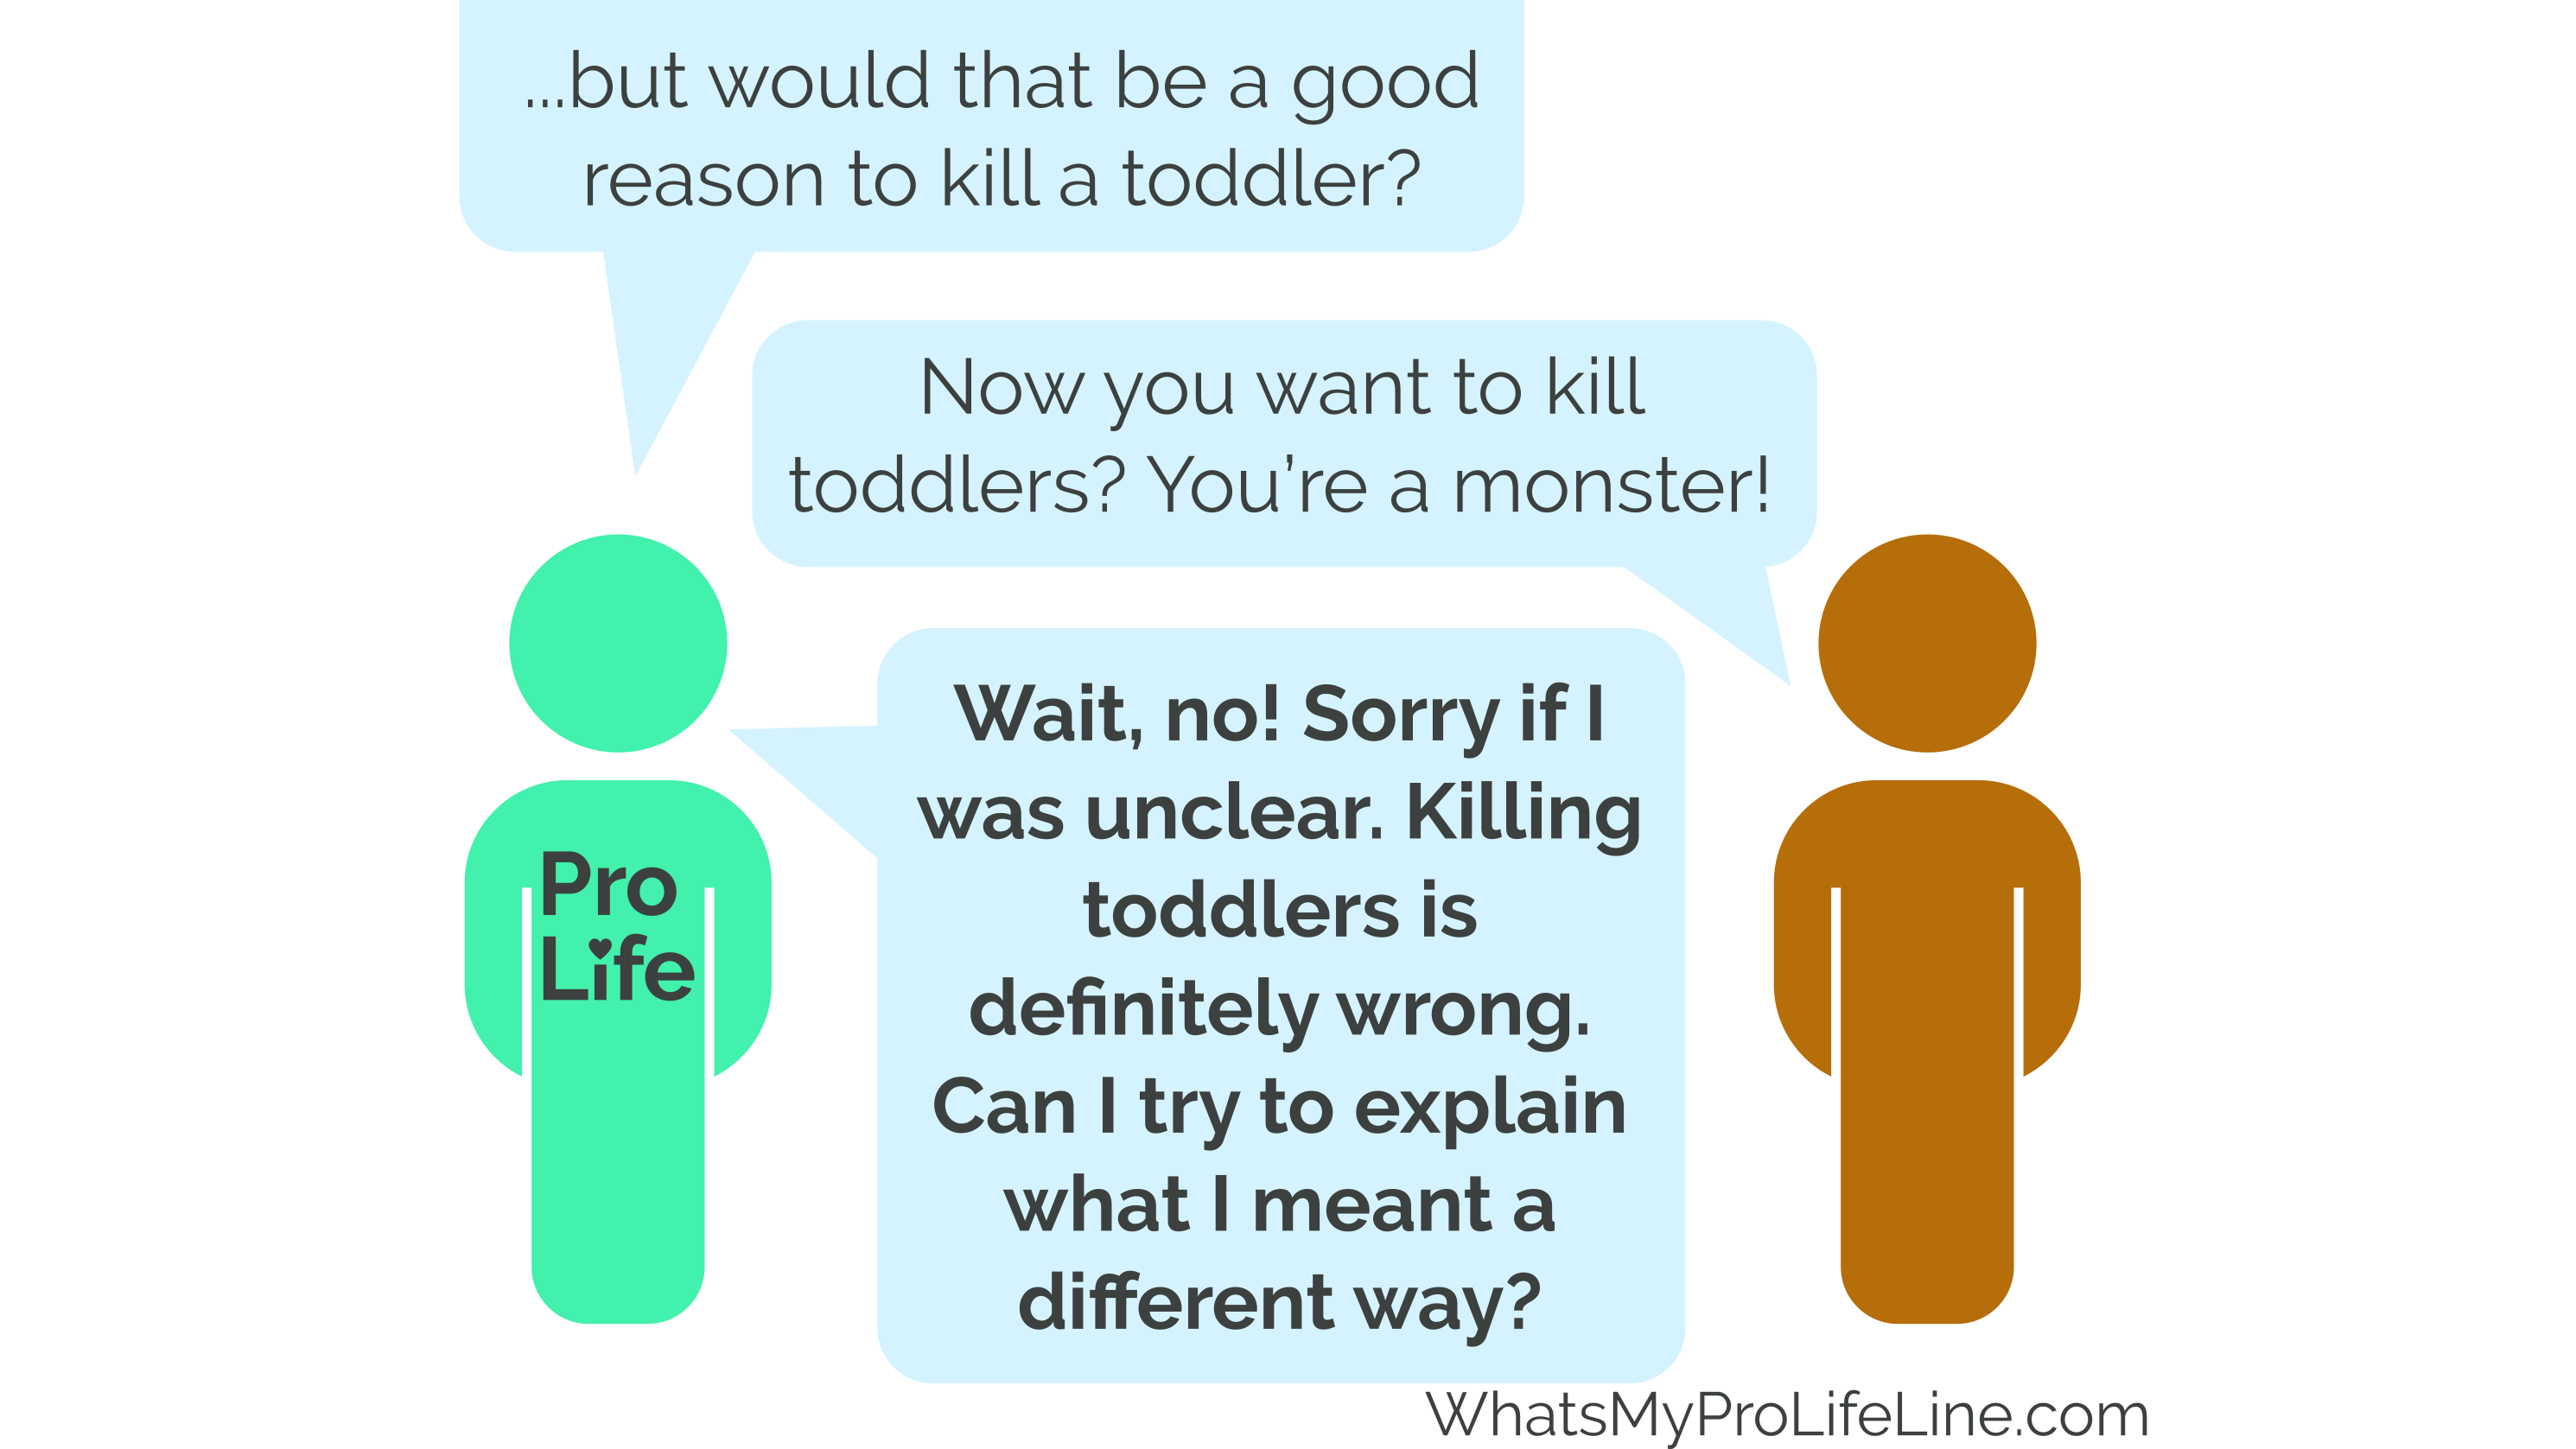 ...but would that be a good
reason to kill a toddler?
Now you want to kill
toddlers? You’re a monster!
Wait, no! Sorry if I
was unclear. Killing
toddlers is
definitely wrong.
Can I try to explain
what I meant a
different way?
Pro
Life
WhatsMyProLifeLine.com